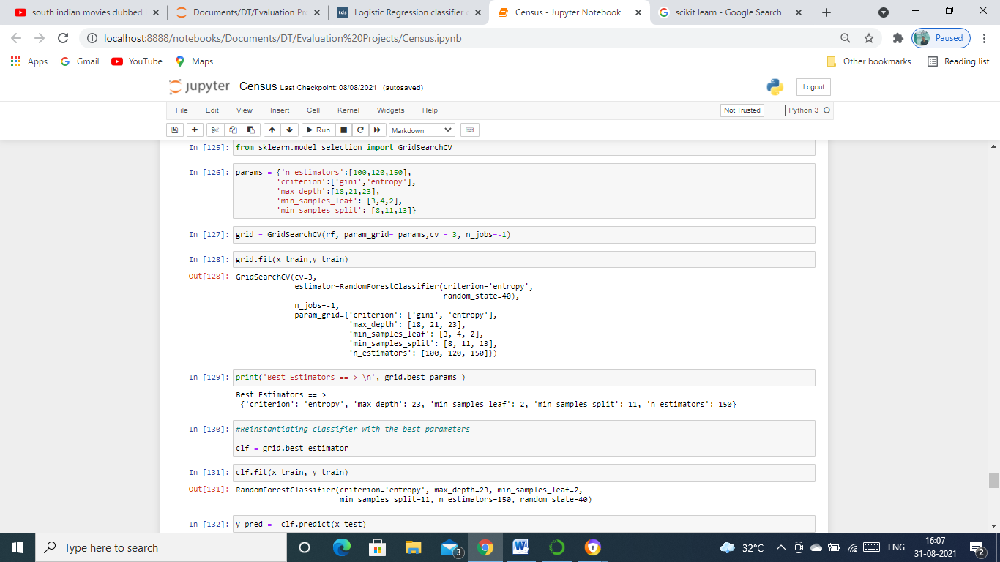 south indian movies dubbed
Documents/DT/Evaluation Pr
Logistic Regression classifier
Census - Jupyter Notebook
scikit learn - Google Search
localhost:8888/notebooks/Documents/DT/Evaluation%20Projects/Census.ipynb
Paused
Apps
Gmail
YouTube
Maps
Other bookmarks
Reading list
jupyter Census Last Checkpoint: 08/08/2021 (autosaved)
Logout
File Edit View Insert Cell Kernel Widgets Help
Not Trusted
Python 3
Run
Markdown
In [125]: from sklearn.model_selection import GridSearchCV
In [126]: params = {'n_estimators':[100,120,150],
'criterion':['gini','entropy'],
'max_depth':[18,21,23],
'min_samples_leaf': [3,4,2],
'min_samples_split': [8,11,13]}
In [127]: grid = GridSearchCV(rf, param_grid= params,cv = 3, n_jobs=-1)
In [128]: grid.fit(x_train,y_train)
Out[128]: GridSearchCV(cv=3,
estimator=RandomForestClassifier(criterion='entropy',
random_state=40),
n_jobs=-1,
param_grid={'criterion': ['gini', 'entropy'],
'max_depth': [18, 21, 23],
'min_samples_leaf': [3, 4, 2],
'min_samples_split': [8, 11, 13],
'n_estimators': [100, 120, 150]})
In [129]: print('Best Estimators == > \n', grid.best_params_)
Best Estimators == >
{'criterion': 'entropy', 'max_depth': 23, 'min_samples_leaf': 2, 'min_samples_split': 11, 'n_estimators': 150}
In [130]: #Reinstantiating classifier with the best parameters
clf = grid.best_estimator_
In [131]: clf.fit(x_train, y_train)
Out[131]: RandomForestClassifier(criterion='entropy', max_depth=23, min_samples_leaf=2,
min_samples_split=11, n_estimators=150, random_state=40)
In [132]: y_pred =  clf.predict(x_test)
Type here to search
3
32°C
ENG
16:07
31-08-2021
2